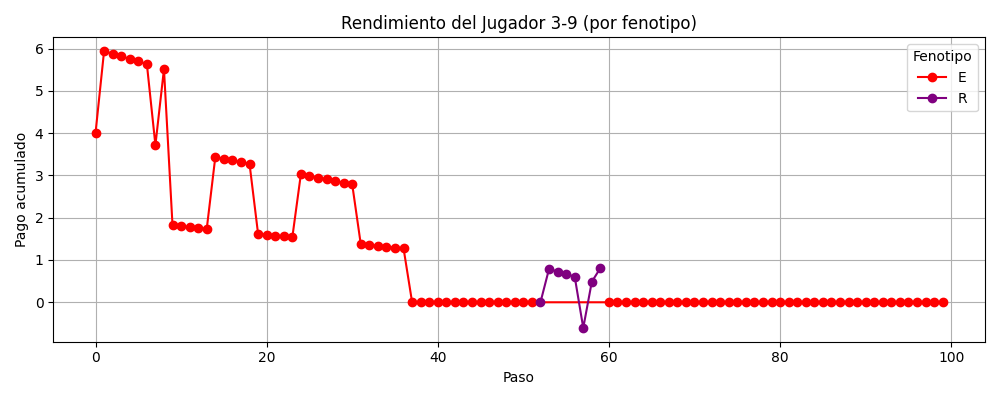 Rendimiento del Jugador 3-9 (por fenotipo)
Pago acumulado
6
5
4
3
2
1
0
Fenotipo
E
R
0 20 40 60 80 100
Paso